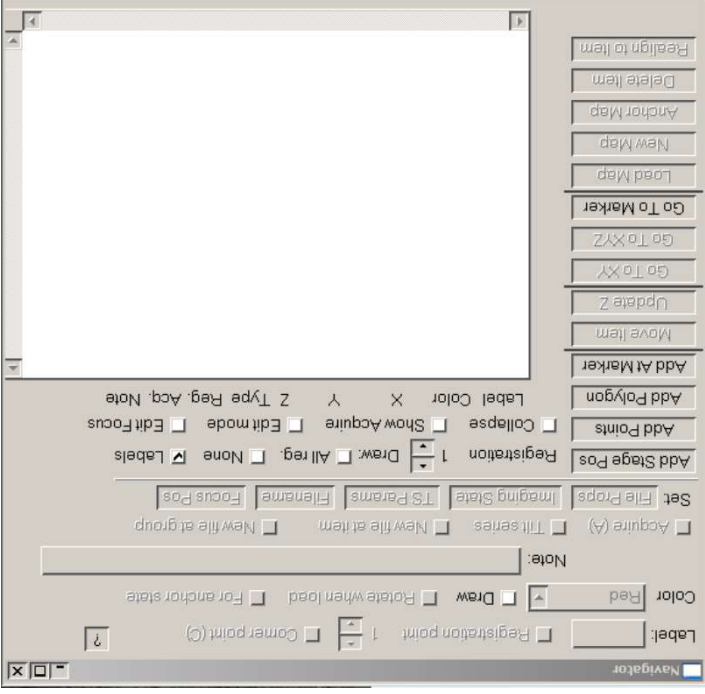 Navigator
Label: Registration point 1 Corner point (C) ?
Color Red Draw Rotate when load For anchor state
Note:
Acquire (A) Tilt series New file at item New file at group
Set: File Props Imaging State TS Params Filename Focus Pos
Add Stage Pos Registration 1 Draw: All reg. None Labels
Add Points Collapse Show Acquire Edit mode Edit Focus
Add Polygon Label Color X Y Z Type Reg. Acq. Note
Add At Marker
Move Item
Update Z
Go To XY
Go To XYZ
Go To Marker
Load Map
New Map
Anchor Map
Delete Item
Realign to Item